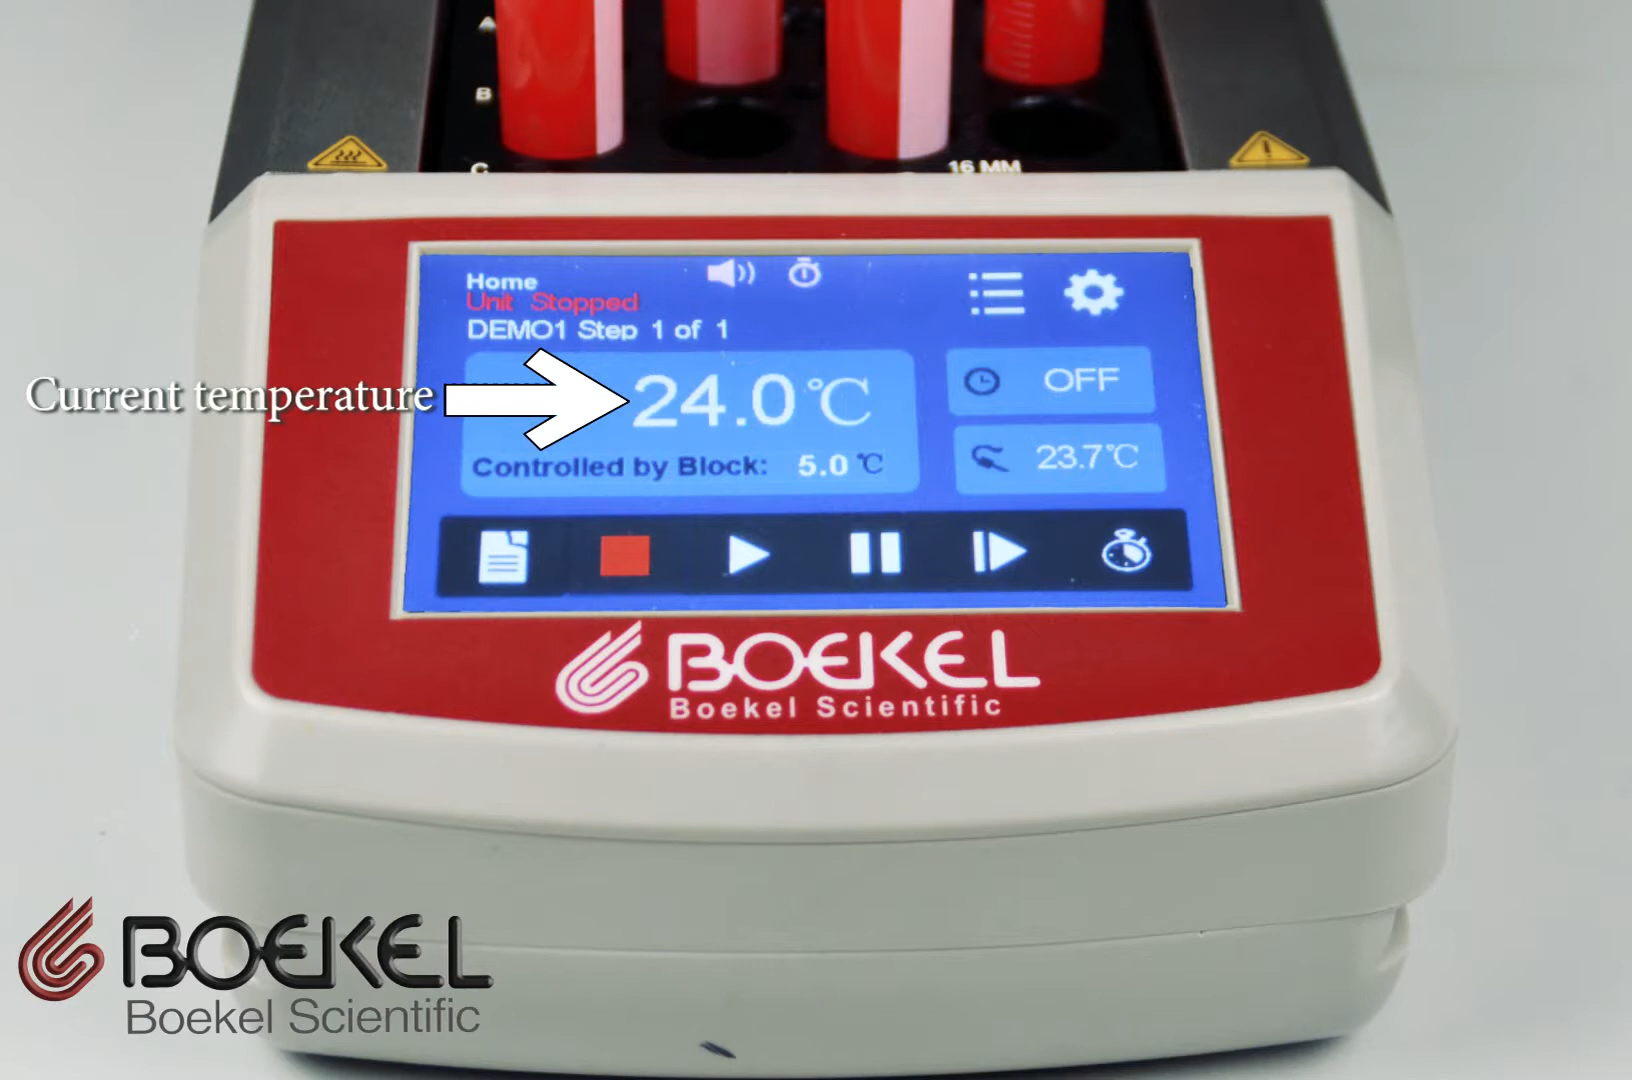 A
B
C
16 MM
Home
Unit Stopped
DEMO1 Step 1 of 1
Current temperature
24.0°C
OFF
Controlled by Block: 5.0 °C
23.7°C
BOEKEL
Boekel Scientific
BOEKEL
Boekel Scientific